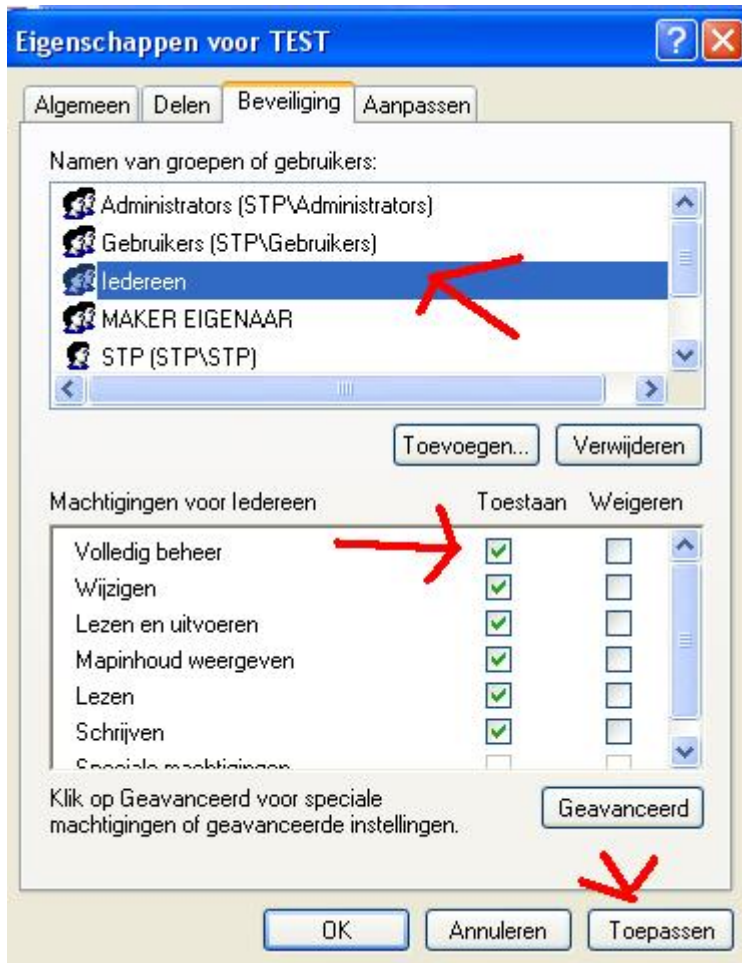 Eigenschappen voor TEST
Algemeen Delen Beveiliging Aanpassen
Namen van groepen of gebruikers:
Administrators (STP\Administrators)
Gebruikers (STP\Gebruikers)
Iedereen
MAKER EIGENAAR
STP (STP\STP)
Toevoegen... Verwijderen
Machtigingen voor Iedereen Toestaan Weigeren
Volledig beheer
Wijzigen
Lezen en uitvoeren
Mapinhoud weergeven
Lezen
Schrijven
Speciale machtigingen
Klik op Geavanceerd voor speciale
machtigingen of geavanceerde instellingen.
Geavanceerd
OK Annuleren Toepassen